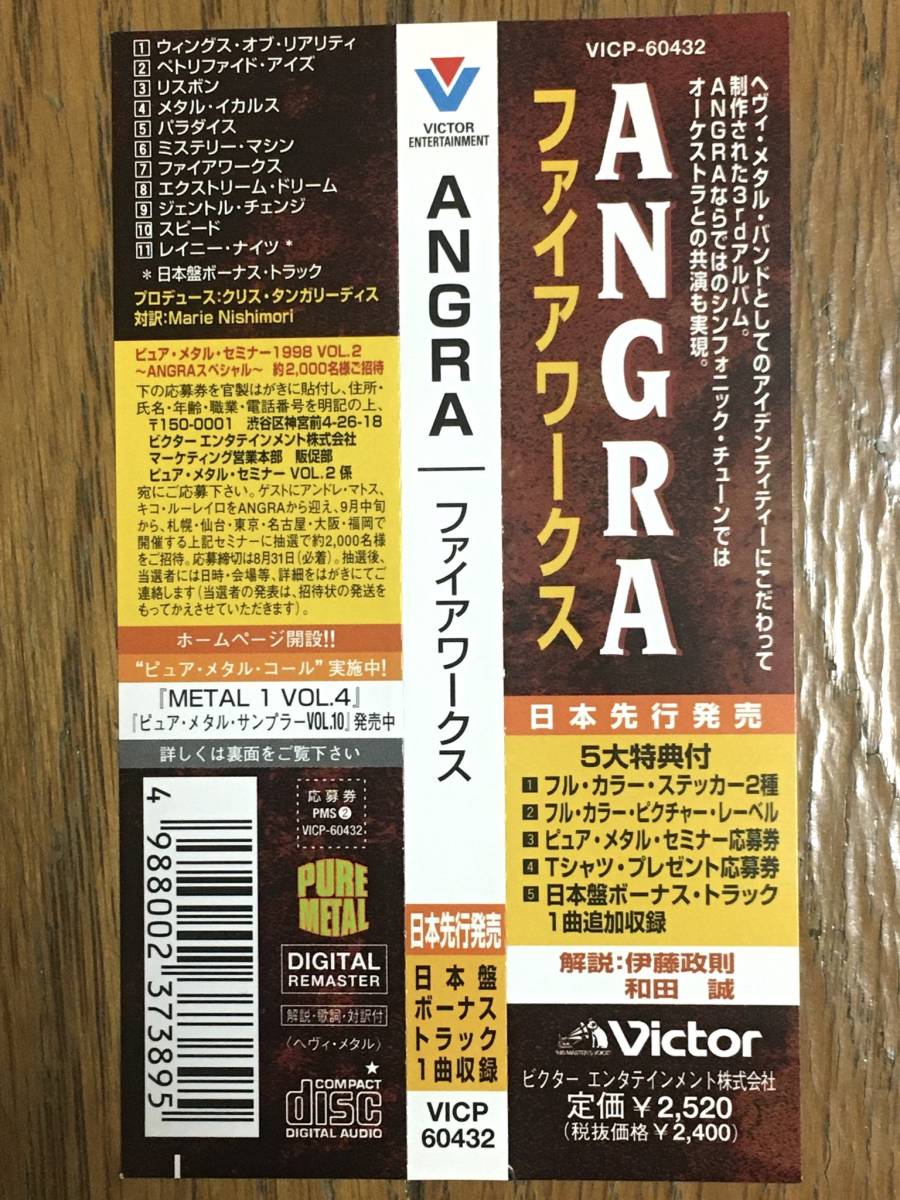 1 ウィングス・オブ・リアリティ
2 ペトリファイド・アイズ
3 リスボン
4 メタル・イカルス
5 パラダイス
6 ミステリー・マシン
7 ファイアワークス
8 エクストリーム・ドリーム
9 ジェントル・チェンジ
10 スピード
11 レイニー・ナイツ *
* 日本盤ボーナス・トラック
プロデュース:クリス・タンガリーディス
対訳:Marie Nishimori
ピュア・メタル・セミナー1998 VOL.2
〜ANGRAスペシャル〜 約2,000名様ご招待
下の応募券を官製はがきに貼付し、住所・
氏名・年齢・職業・電話番号を明記の上、
〒150-0001 渋谷区神宮前4-26-18
ビクター エンタテインメント株式会社
マーケティング営業本部 販促部
ピュア・メタル・セミナー VOL.2 係
宛にご応募下さい。ゲストにアンドレ・マトス、
キコ・ルーレイロをANGRAから迎え、9月中旬
から、札幌・仙台・東京・名古屋・大阪・福岡で
開催する上記セミナーに抽選で約2,000名様
をご招待。応募締切は8月31日(必着)。抽選後、
当選者には日時・会場等、詳細をはがきにてご
連絡します(当選者の発表は、招待状の発送を
もってかえさせていただきます)。
ホームページ開設!!
“ピュア・メタル・コール”実施中!
『METAL 1 VOL.4』
『ピュア・メタル・サンプラーVOL.10』発売中
詳しくは裏面をご覧下さい
4 988002 373895
応募券
PMS 2
VICP-60432
PURE
METAL
DIGITAL
REMASTER
解説・歌詞・対訳付
〈ヘヴィ・メタル〉
★
COMPACT
disc
DIGITAL AUDIO
VICTOR
ENTERTAINMENT
ANGRA
ファイアワークス
日本先行発売
日本盤
ボーナス
トラック
1曲収録
VICP
60432
VICP-60432
ヘヴィ・メタル・バンドとしてのアイデンティティーにこだわって
制作された3rdアルバム。
ANGRAならではのシンフォニック・チューンでは
オーケストラとの共演も実現。
ANGRA
ファイアワークス
日本先行発売
5大特典付
1 フル・カラー・ステッカー2種
2 フル・カラー・ピクチャー・レーベル
3 ピュア・メタル・セミナー応募券
4 Tシャツ・プレゼント応募券
5 日本盤ボーナス・トラック
1曲追加収録
解説:伊藤政則
和田 誠
"HIS MASTER'S VOICE"
Victor
ビクター エンタテインメント株式会社
定価￥2,520
(税抜価格￥2,400)